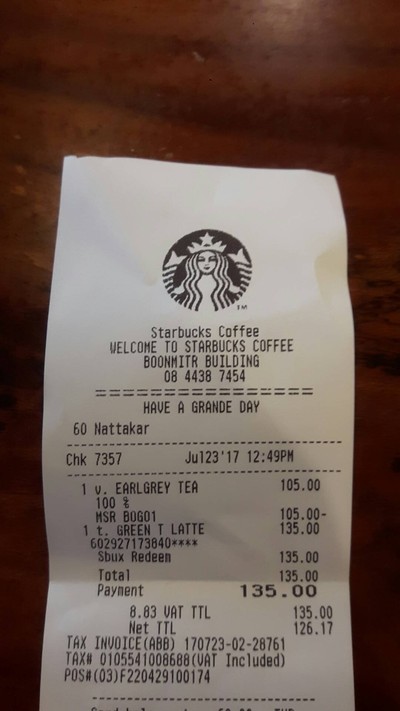 TM
Starbucks Coffee
WELCOME TO STARBUCKS COFFEE
BOONMITR BUILDING
08 4438 7454
HAVE A GRANDE DAY
60 Nattakar
Chk 7357 Jul23'17 12:49PM
1 v. EARLGREY TEA 105.00
100 %
MSR BOGO1 105.00-
1 t. GREEN T LATTE 135.00
602927173840****
Sbux Redeem 135.00
Total 135.00
Payment 135.00
8.83 VAT TTL 135.00
Net TTL 126.17
TAX INVOICE(ABB) 170723-02-28761
TAX# 0105541008688(VAT Included)
POS#(03)F220429100174